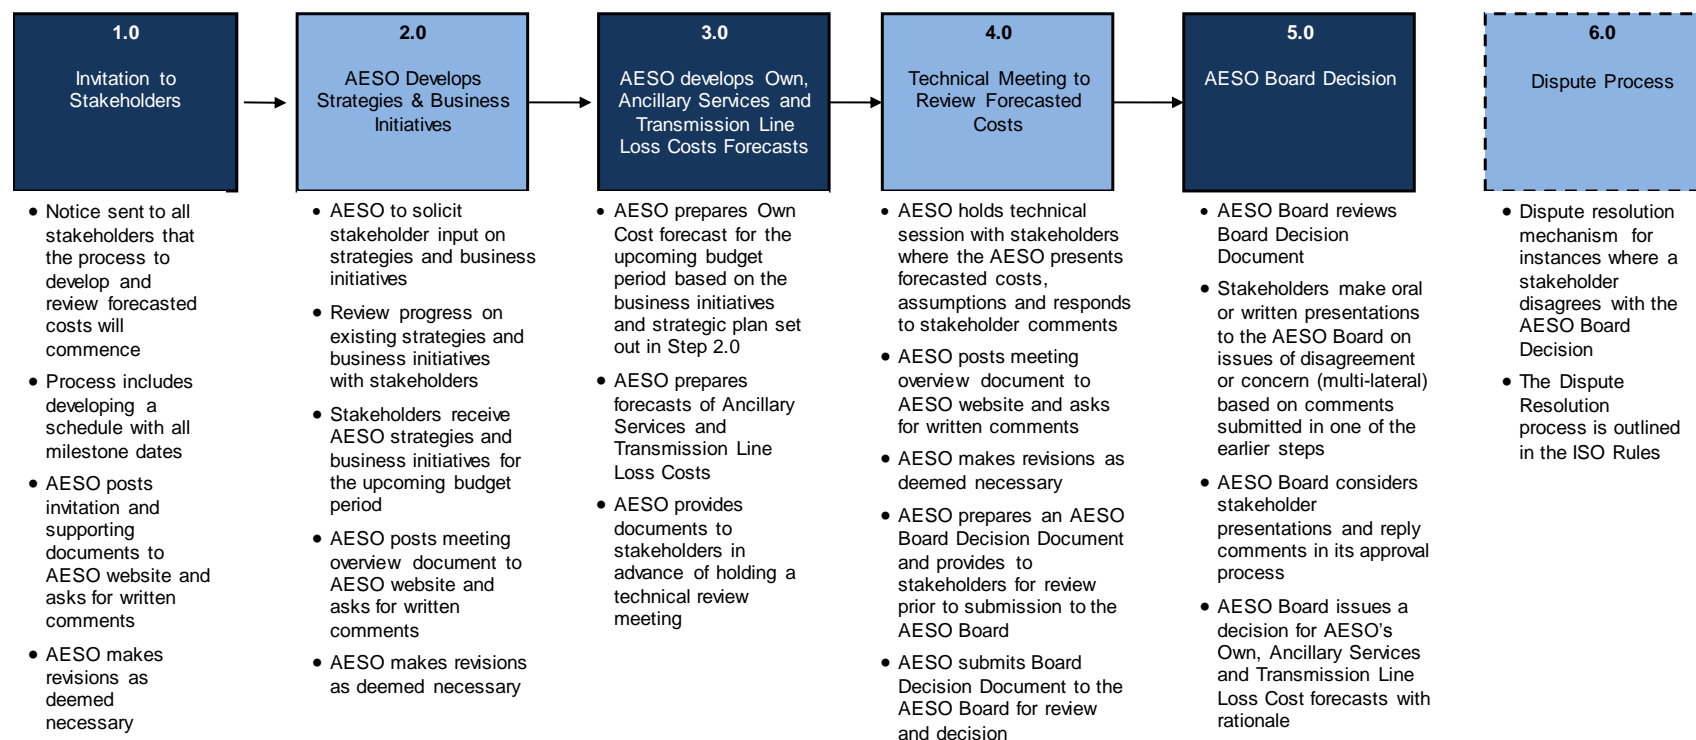 1.0
Invitation to
Stakeholders
• Notice sent to all
stakeholders that
the process to
develop and
review forecasted
costs will
commence
• Process includes
developing a
schedule with all
milestone dates
• AESO posts
invitation and
supporting
documents to
AESO website and
asks for written
comments
• AESO makes
revisions as
deemed
necessary
2.0
AESO Develops
Strategies & Business
Initiatives
• AESO to solicit
stakeholder input on
strategies and business
initiatives
• Review progress on
existing strategies and
business initiatives
with stakeholders
• Stakeholders receive
AESO strategies and
business initiatives for
the upcoming budget
period
• AESO posts meeting
overview document to
AESO website and
asks for written
comments
• AESO makes revisions
as deemed necessary
3.0
AESO develops Own,
Ancillary Services and
Transmission Line
Loss Costs Forecasts
• AESO prepares Own
Cost forecast for the
upcoming budget
period based on the
business initiatives
and strategic plan set
out in Step 2.0
• AESO prepares
forecasts of Ancillary
Services and
Transmission Line
Loss Costs
• AESO provides
documents to
stakeholders in
advance of holding a
technical review
meeting
4.0
Technical Meeting to
Review Forecasted
Costs
• AESO holds technical
session with stakeholders
where the AESO presents
forecasted costs,
assumptions and responds
to stakeholder comments
• AESO posts meeting
overview document to
AESO website and asks
for written comments
• AESO makes revisions as
deemed necessary
• AESO prepares an AESO
Board Decision Document
and provides to
stakeholders for review
prior to submission to the
AESO Board
• AESO submits Board
Decision Document to the
AESO Board for review
and decision
5.0
AESO Board Decision
• AESO Board reviews
Board Decision
Document
• Stakeholders make oral
or written presentations
to the AESO Board on
issues of disagreement
or concern (multi-lateral)
based on comments
submitted in one of the
earlier steps
• AESO Board considers
stakeholder
presentations and reply
comments in its approval
process
• AESO Board issues a
decision for AESO's
Own, Ancillary Services
and Transmission Line
Loss Cost forecasts with
rationale
6.0
Dispute Process
• Dispute resolution
mechanism for
instances where a
stakeholder
disagrees with the
AESO Board
Decision
• The Dispute
Resolution
process is outlined
in the ISO Rules